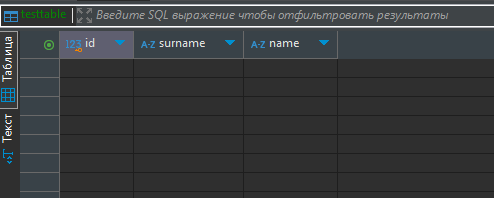 testtable Введите SQL выражение чтобы отфильтровать результаты
123 id A-Z surname A-Z name
Таблица
Текст